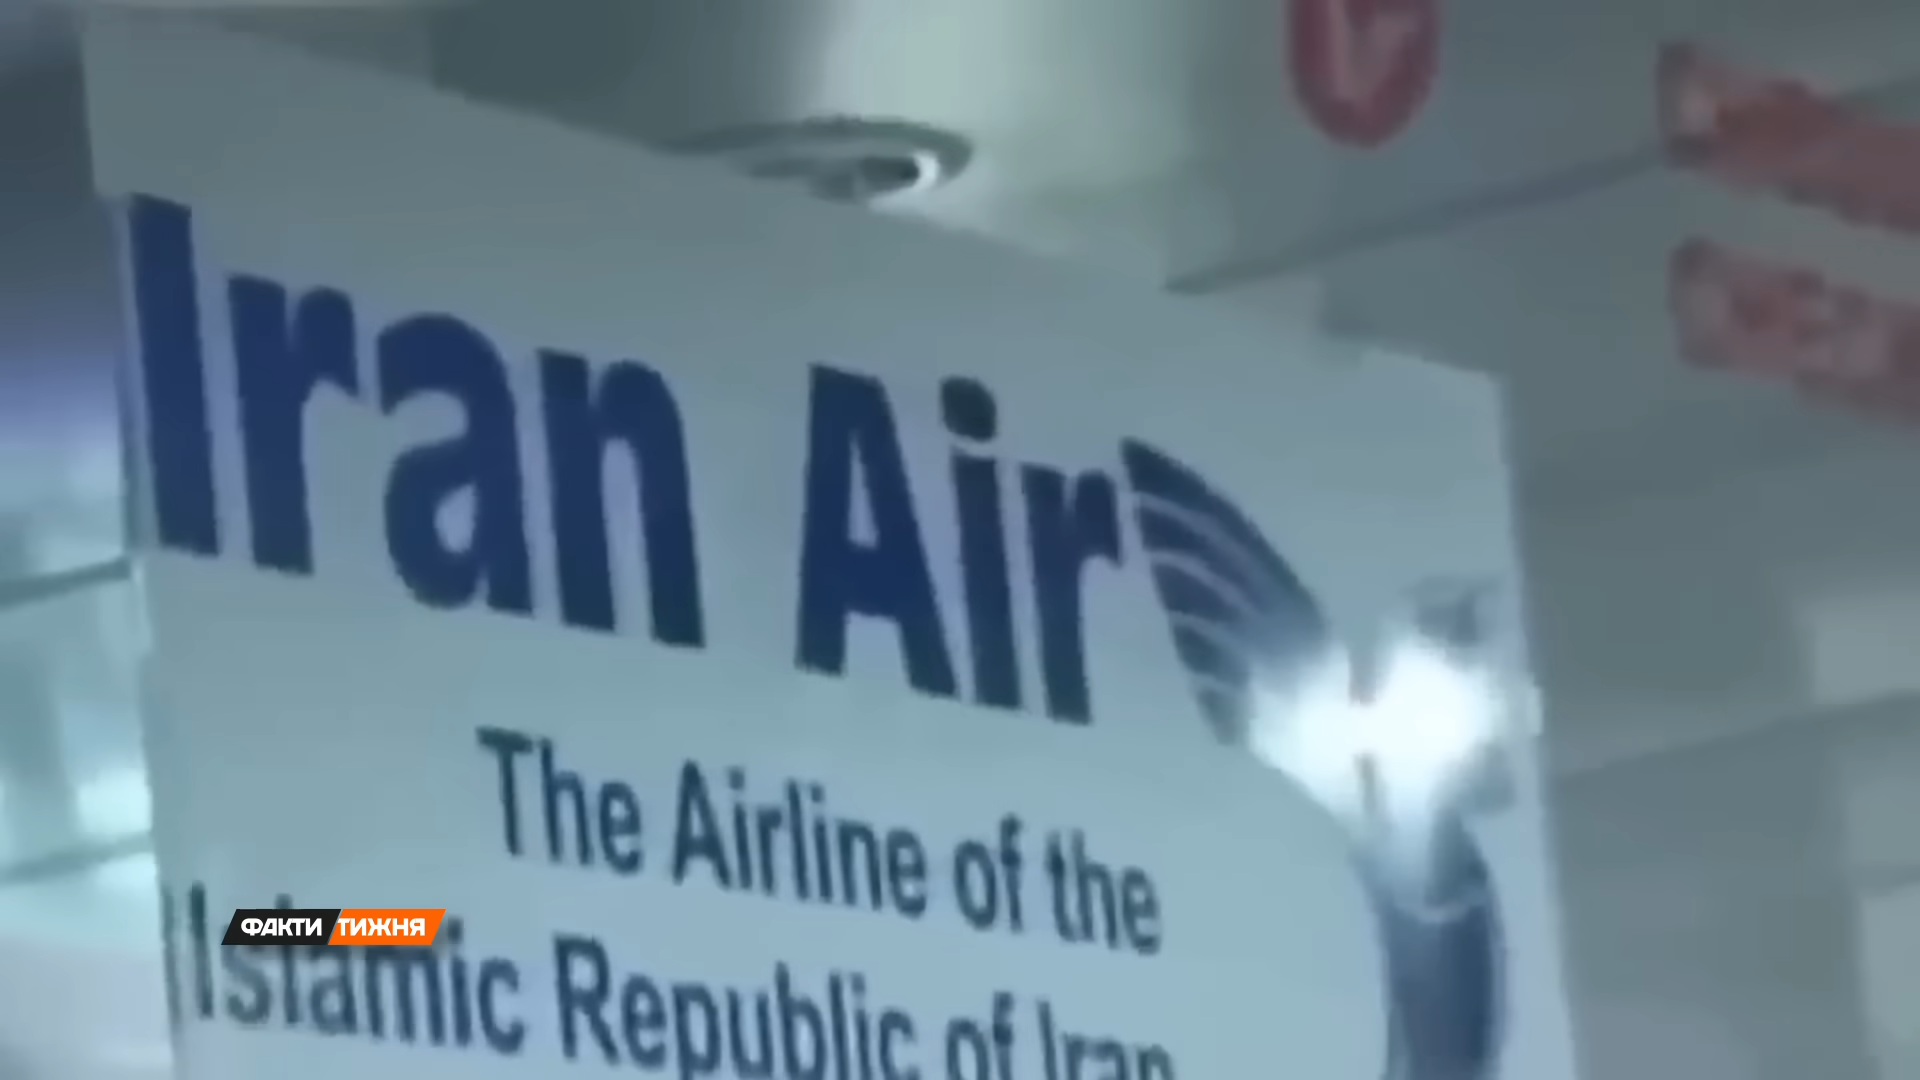 Iran Air
The Airline of the
Islamic Republic of Iran
ФАКТИ ТИЖНЯ